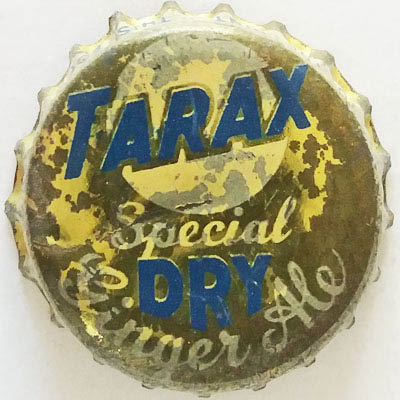 TARAX
Special
DRY
Ginger Ale